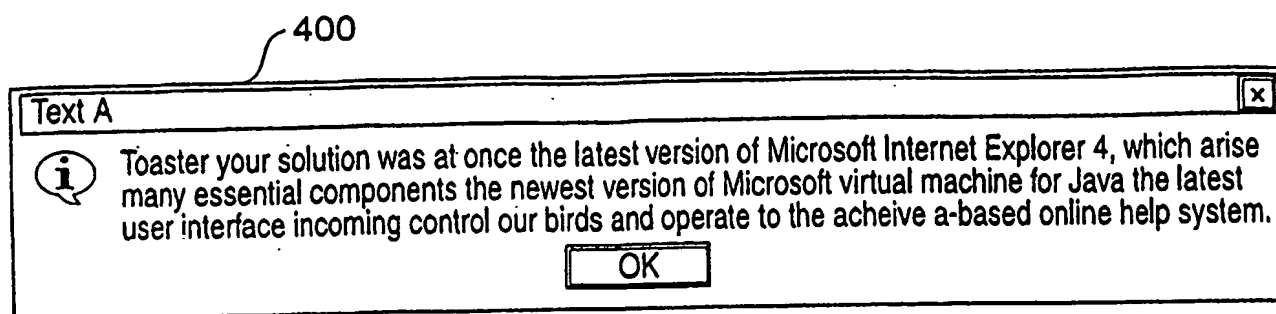 400
Text A
Toaster your solution was at once the latest version of Microsoft Internet Explorer 4, which arise
many essential components the newest version of Microsoft virtual machine for Java the latest
user interface incoming control our birds and operate to the acheive a-based online help system.
OK